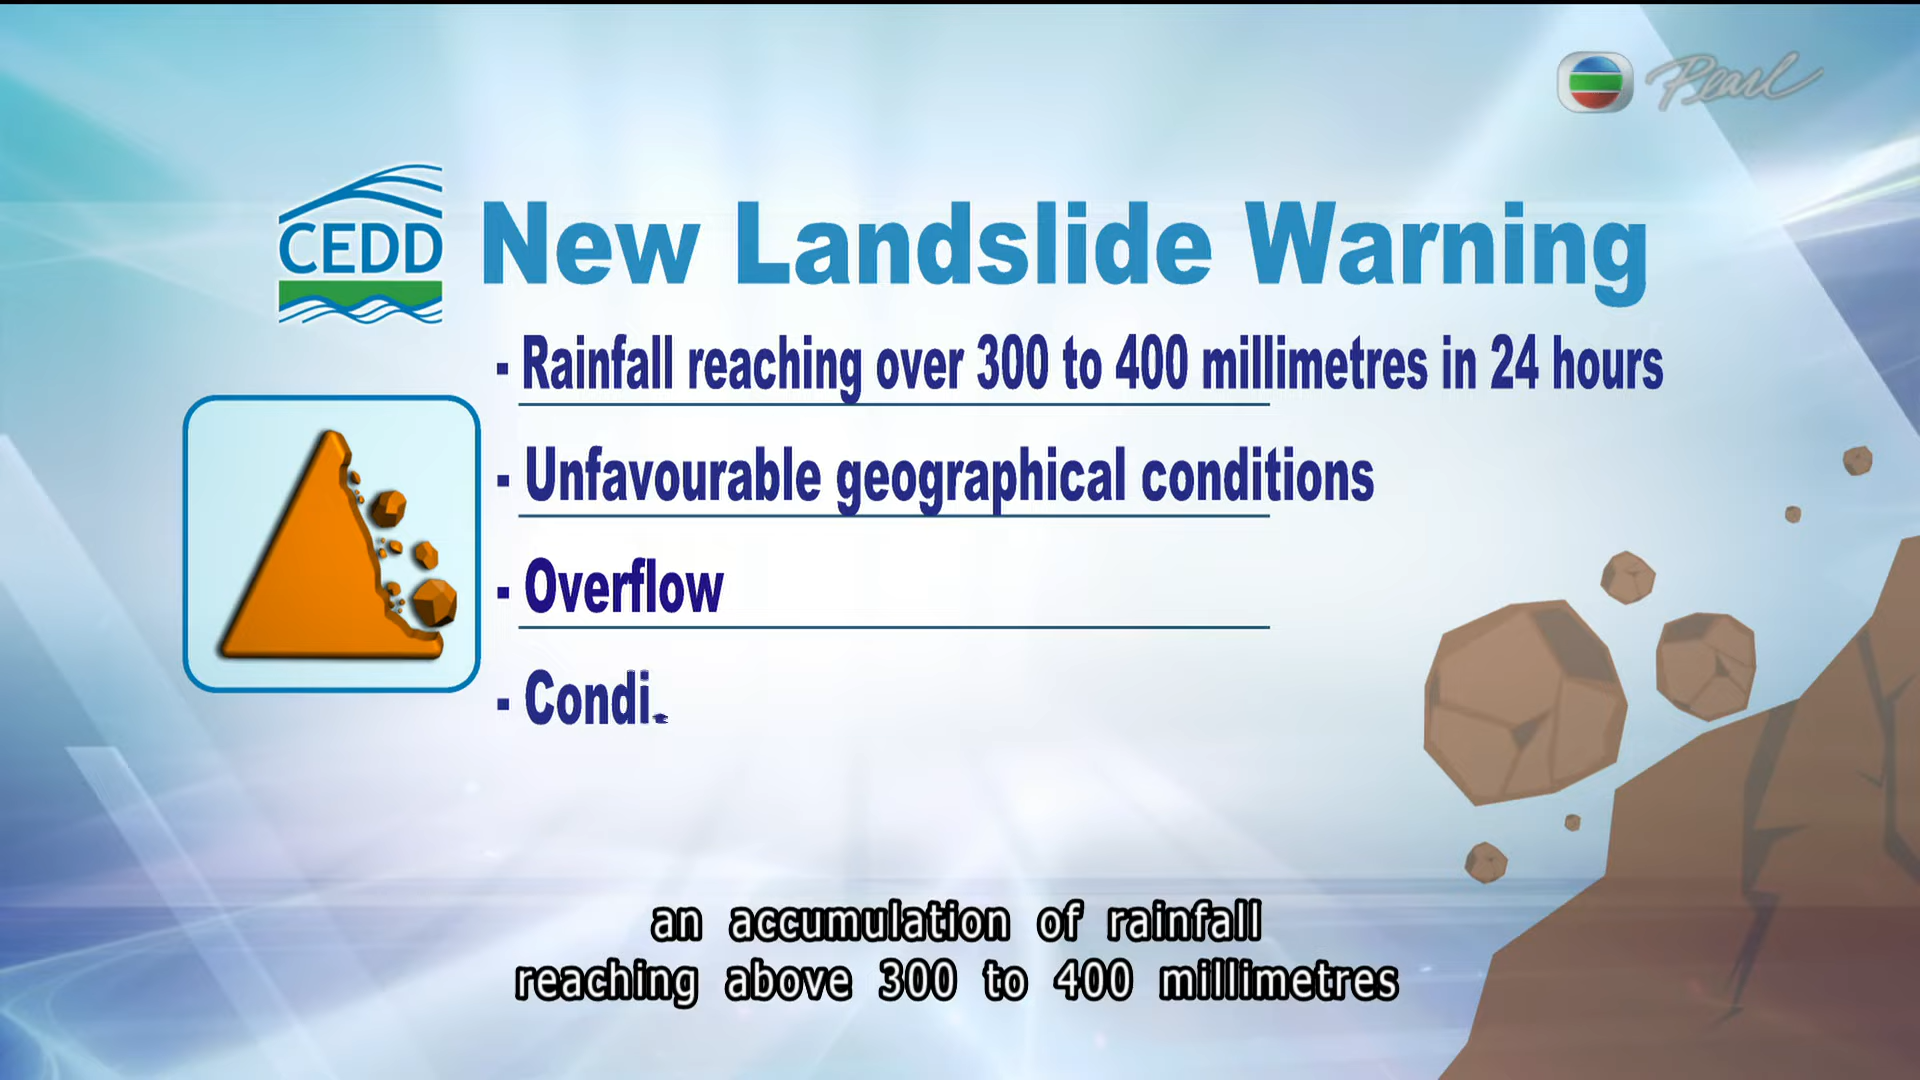 Pearl
CEDD
New Landslide Warning
- Rainfall reaching over 300 to 400 millimetres in 24 hours
- Unfavourable geographical conditions
- Overflow
- Condi
an accumulation of rainfall
reaching above 300 to 400 millimetres